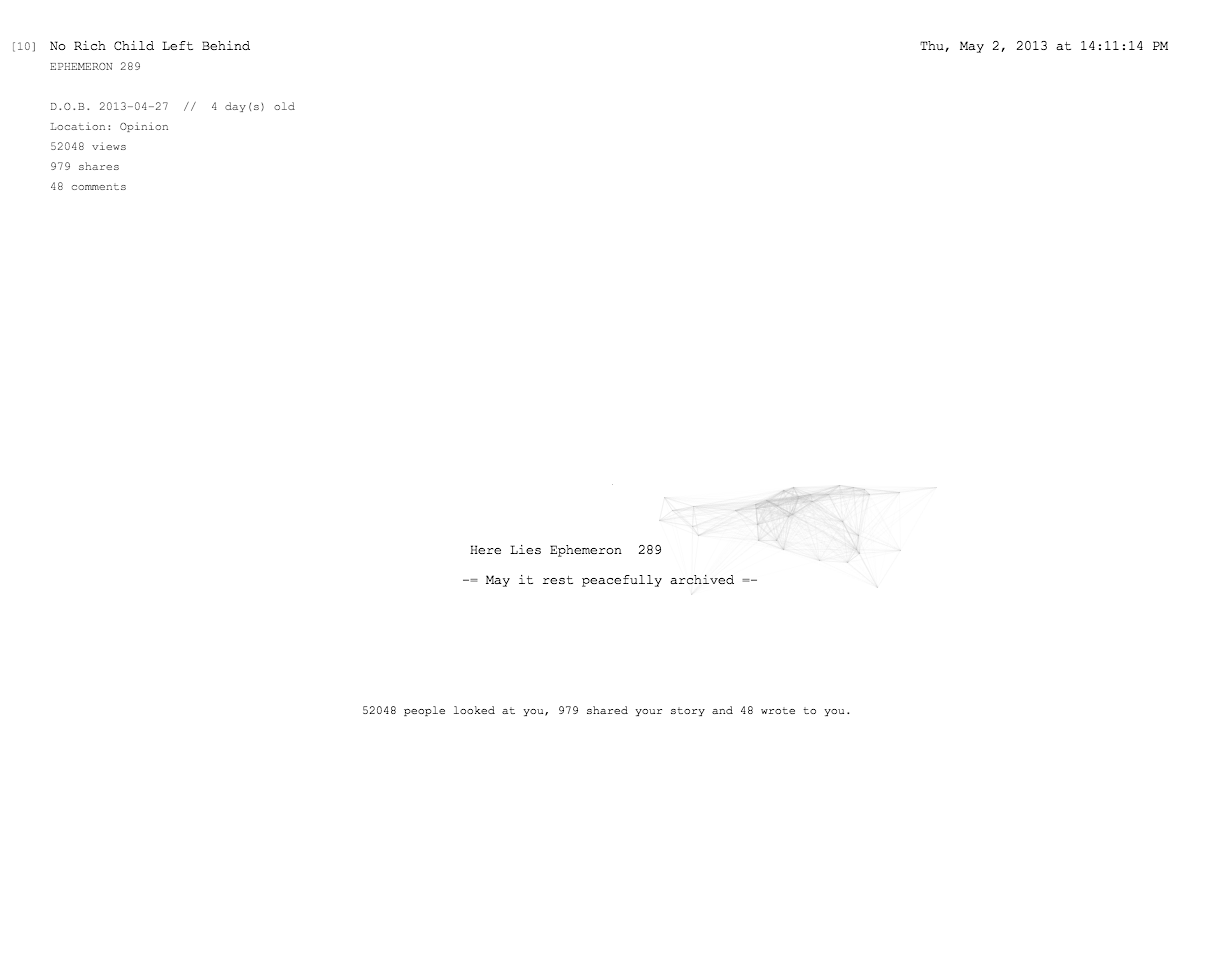 [10] No Rich Child Left Behind
Thu, May 2, 2013 at 14:11:14 PM
EPHEMERON 289
D.O.B. 2013-04-27 // 4 day(s) old
Location: Opinion
52048 views
979 shares
48 comments
Here Lies Ephemeron 289
-= May it rest peacefully archived =-
52048 people looked at you, 979 shared your story and 48 wrote to you.